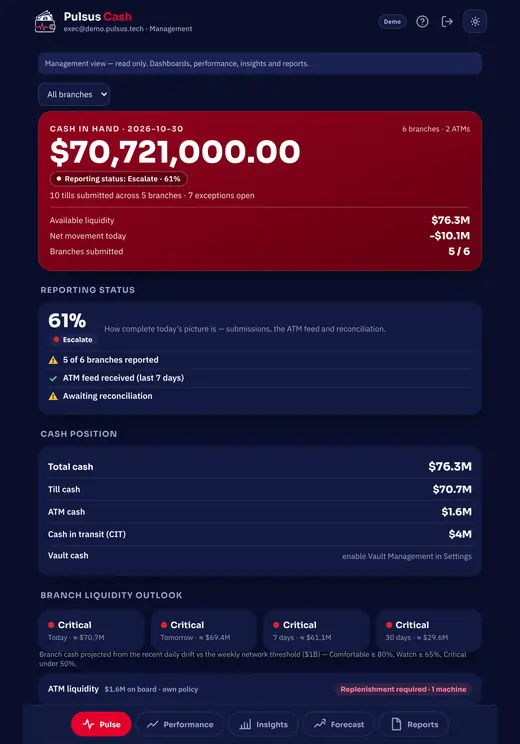 Pulsus Cash
exec@demo.pulsus.tech · Management
Demo
Management view — read only. Dashboards, performance, insights and reports.
All branches
CASH IN HAND · 2026-10-30
6 branches · 2 ATMs
$70,721,000.00
Reporting status: Escalate · 61%
10 tills submitted across 5 branches · 7 exceptions open
Available liquidity $76.3M
Net movement today -$10.1M
Branches submitted 5 / 6
REPORTING STATUS
61%
Escalate
How complete today's picture is — submissions, the ATM feed and reconciliation.
5 of 6 branches reported
ATM feed received (last 7 days)
Awaiting reconciliation
CASH POSITION
Total cash $76.3M
Till cash $70.7M
ATM cash $1.6M
Cash in transit (CIT) $4M
Vault cash enable Vault Management in Settings
BRANCH LIQUIDITY OUTLOOK
Critical
Today · ≈ $70.7M
Critical
Tomorrow · ≈ $69.4M
Critical
7 days · ≈ $61.1M
Critical
30 days · ≈ $29.6M
Branch cash projected from the recent daily drift vs the weekly network threshold ($1B) — Comfortable ≥ 80%, Watch ≥ 65%, Critical
under 50%.
ATM liquidity $1.6M on board · own policy Replenishment required · 1 machine
Pulse
Performance
Insights
Forecast
Reports